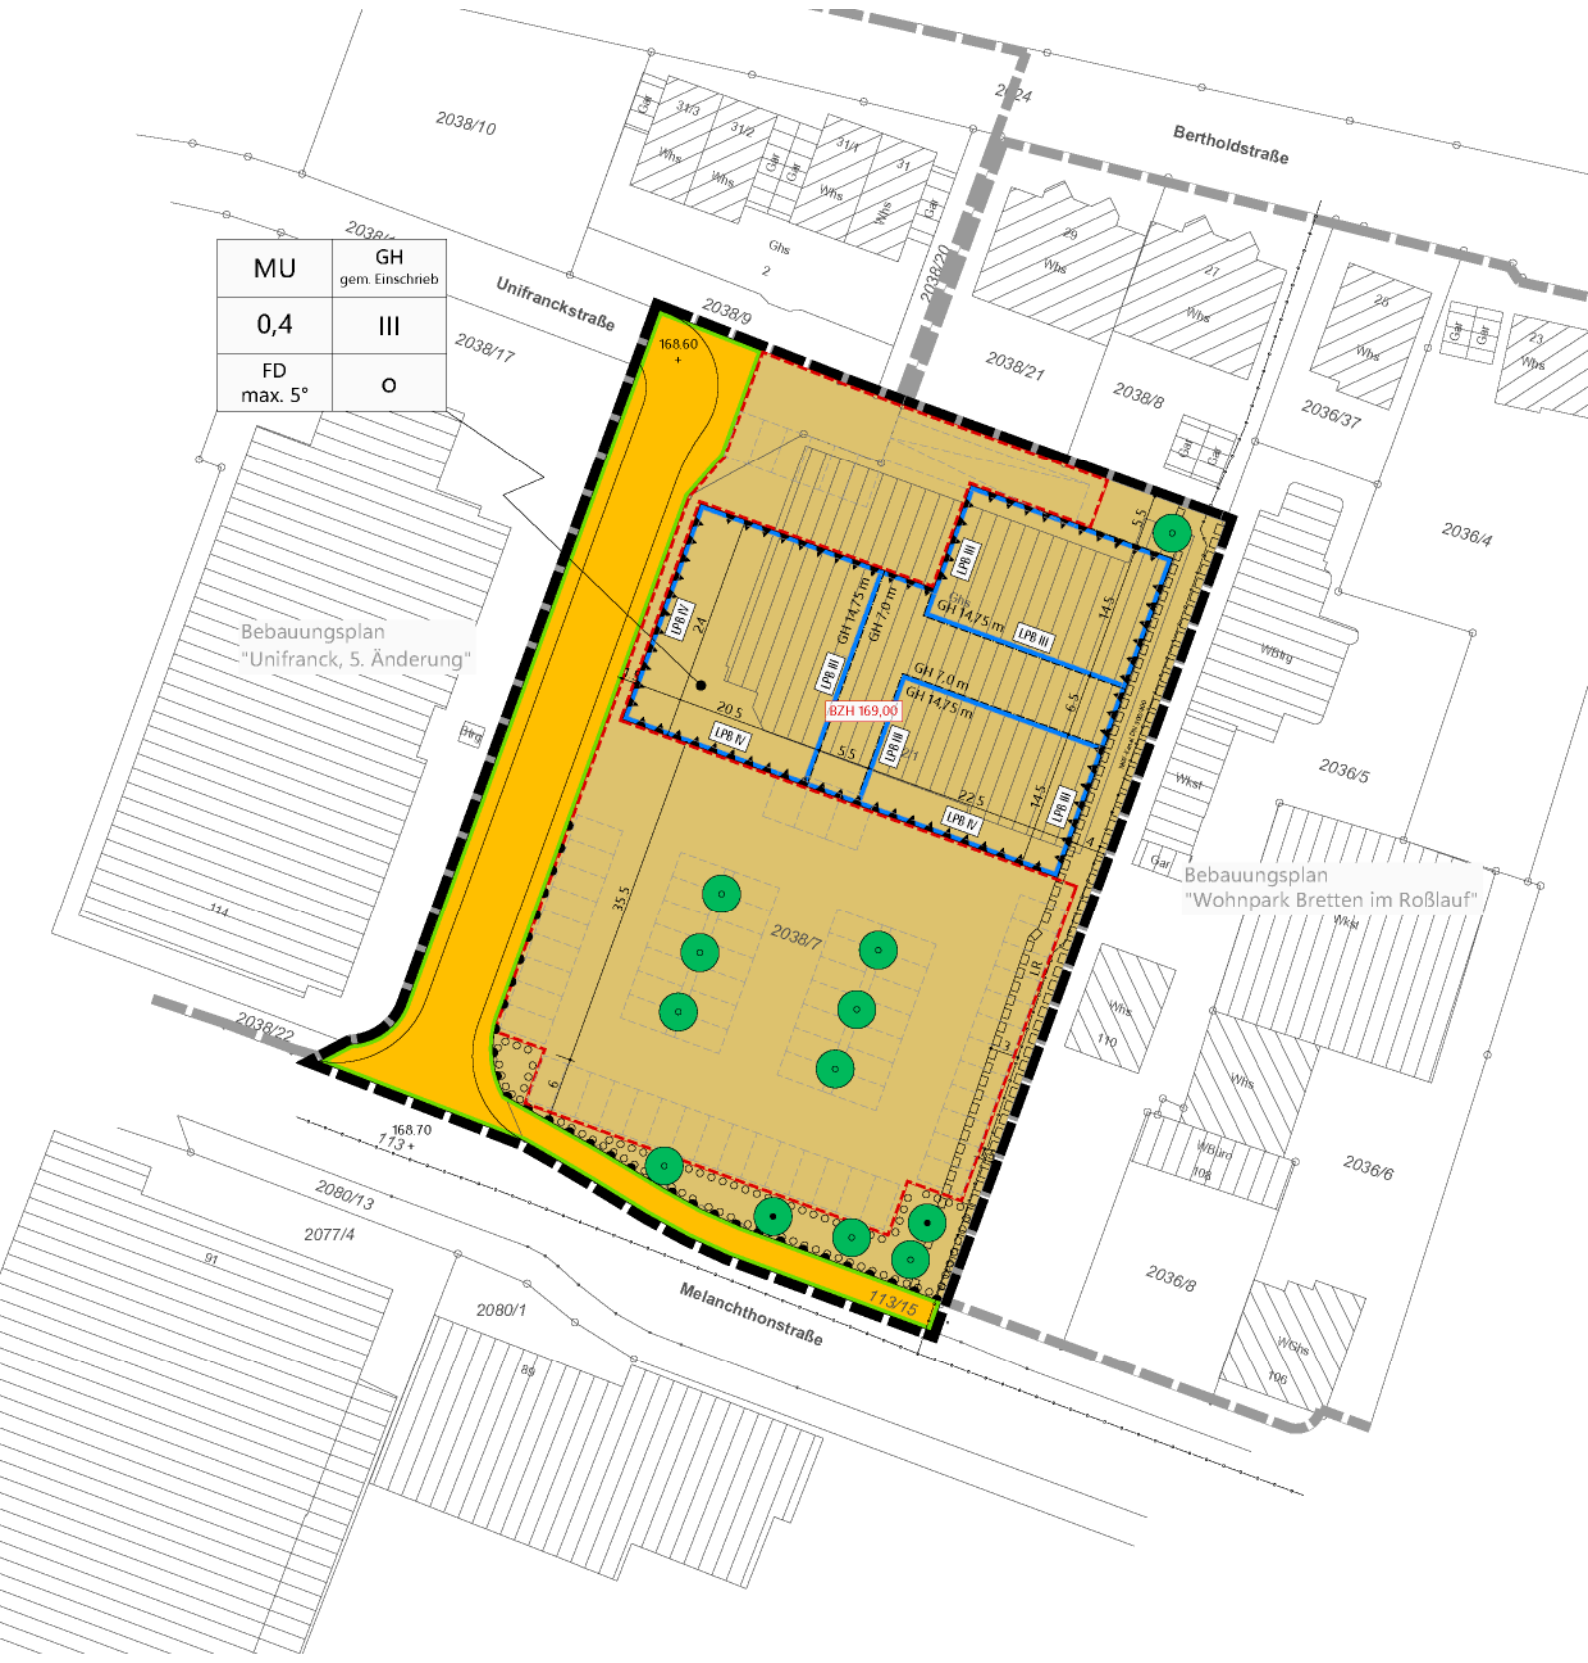 2024
Bertholdstraße
2038/10
Gar
31/3
31/2
31/1
31
Whs
Whs
Gar
Gar
Whs
Whs
Gar
Ghs
2
2038/20
29
Whs
27
Whs
25
Whs
Gar
Gar
23
Whs
MU
GH
gem. Einschrieb
0,4
III
FD
max. 5°
o
Unifranckstraße
2038/9
2038/17
168.60
2038/21
2038/8
2036/37
Gar
Gar
2036/4
5.5
LPB III
Ghs
GH 14,75 m
LPB III
14.5
GH 14,75 m
GH 7,0 m
LPB IV
24
LPB III
GH 7,0 m
GH 14,75 m
6.5
BZH 169,00
20.5
LPB IV
5.5
LPB III
22.5
LPB IV
14.5
LPB III
4
Bebauungsplan
"Unifranck, 5. Änderung"
Btrg
WBtrg
Wkst
Gar
2036/5
Bebauungsplan
"Wohnpark Bretten im Roßlauf"
Wkst
114
35.5
2038/7
LR
3
6
Whs
110
Whs
WBüro
108
2036/6
2038/22
168.70
113
2080/13
2077/4
91
2080/1
89
Melanchthonstraße
113/15
2036/8
WGhs
106